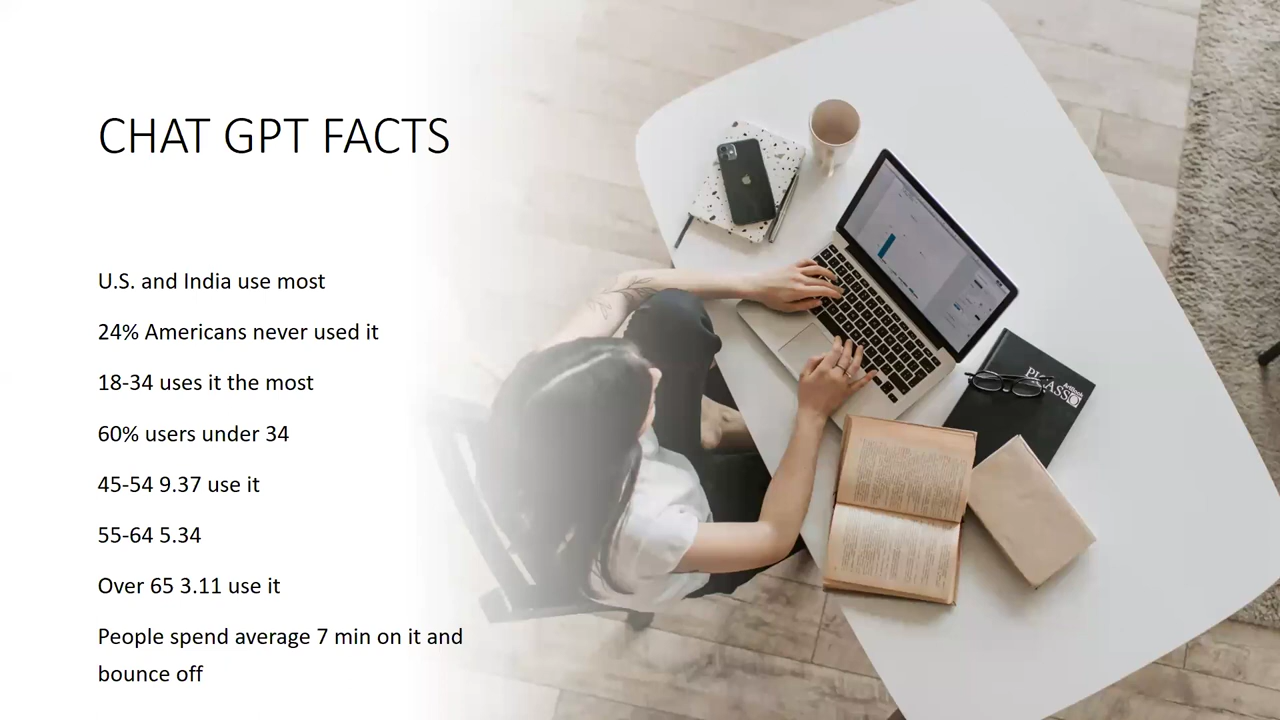 CHAT GPT FACTS
U.S. and India use most
24% Americans never used it
18-34 uses it the most
60% users under 34
45-54 9.37 use it
55-64 5.34
Over 65 3.11 use it
People spend average 7 min on it and
bounce off
PICASSO